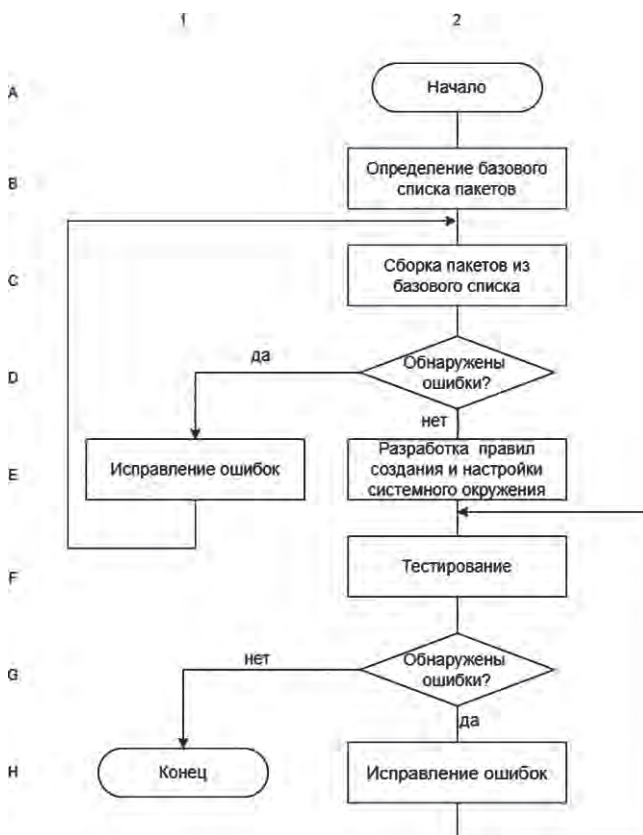 1 2
A
Начало
B
Определение базового
списка пакетов
C
Сборка пакетов из
базового списка
D
да
Обнаружены
ошибки?
нет
E
Исправление ошибок
Разработка правил
создания и настройки
системного окружения
F
Тестирование
G
нет
Обнаружены
ошибки?
да
H
Конец
Исправление ошибок